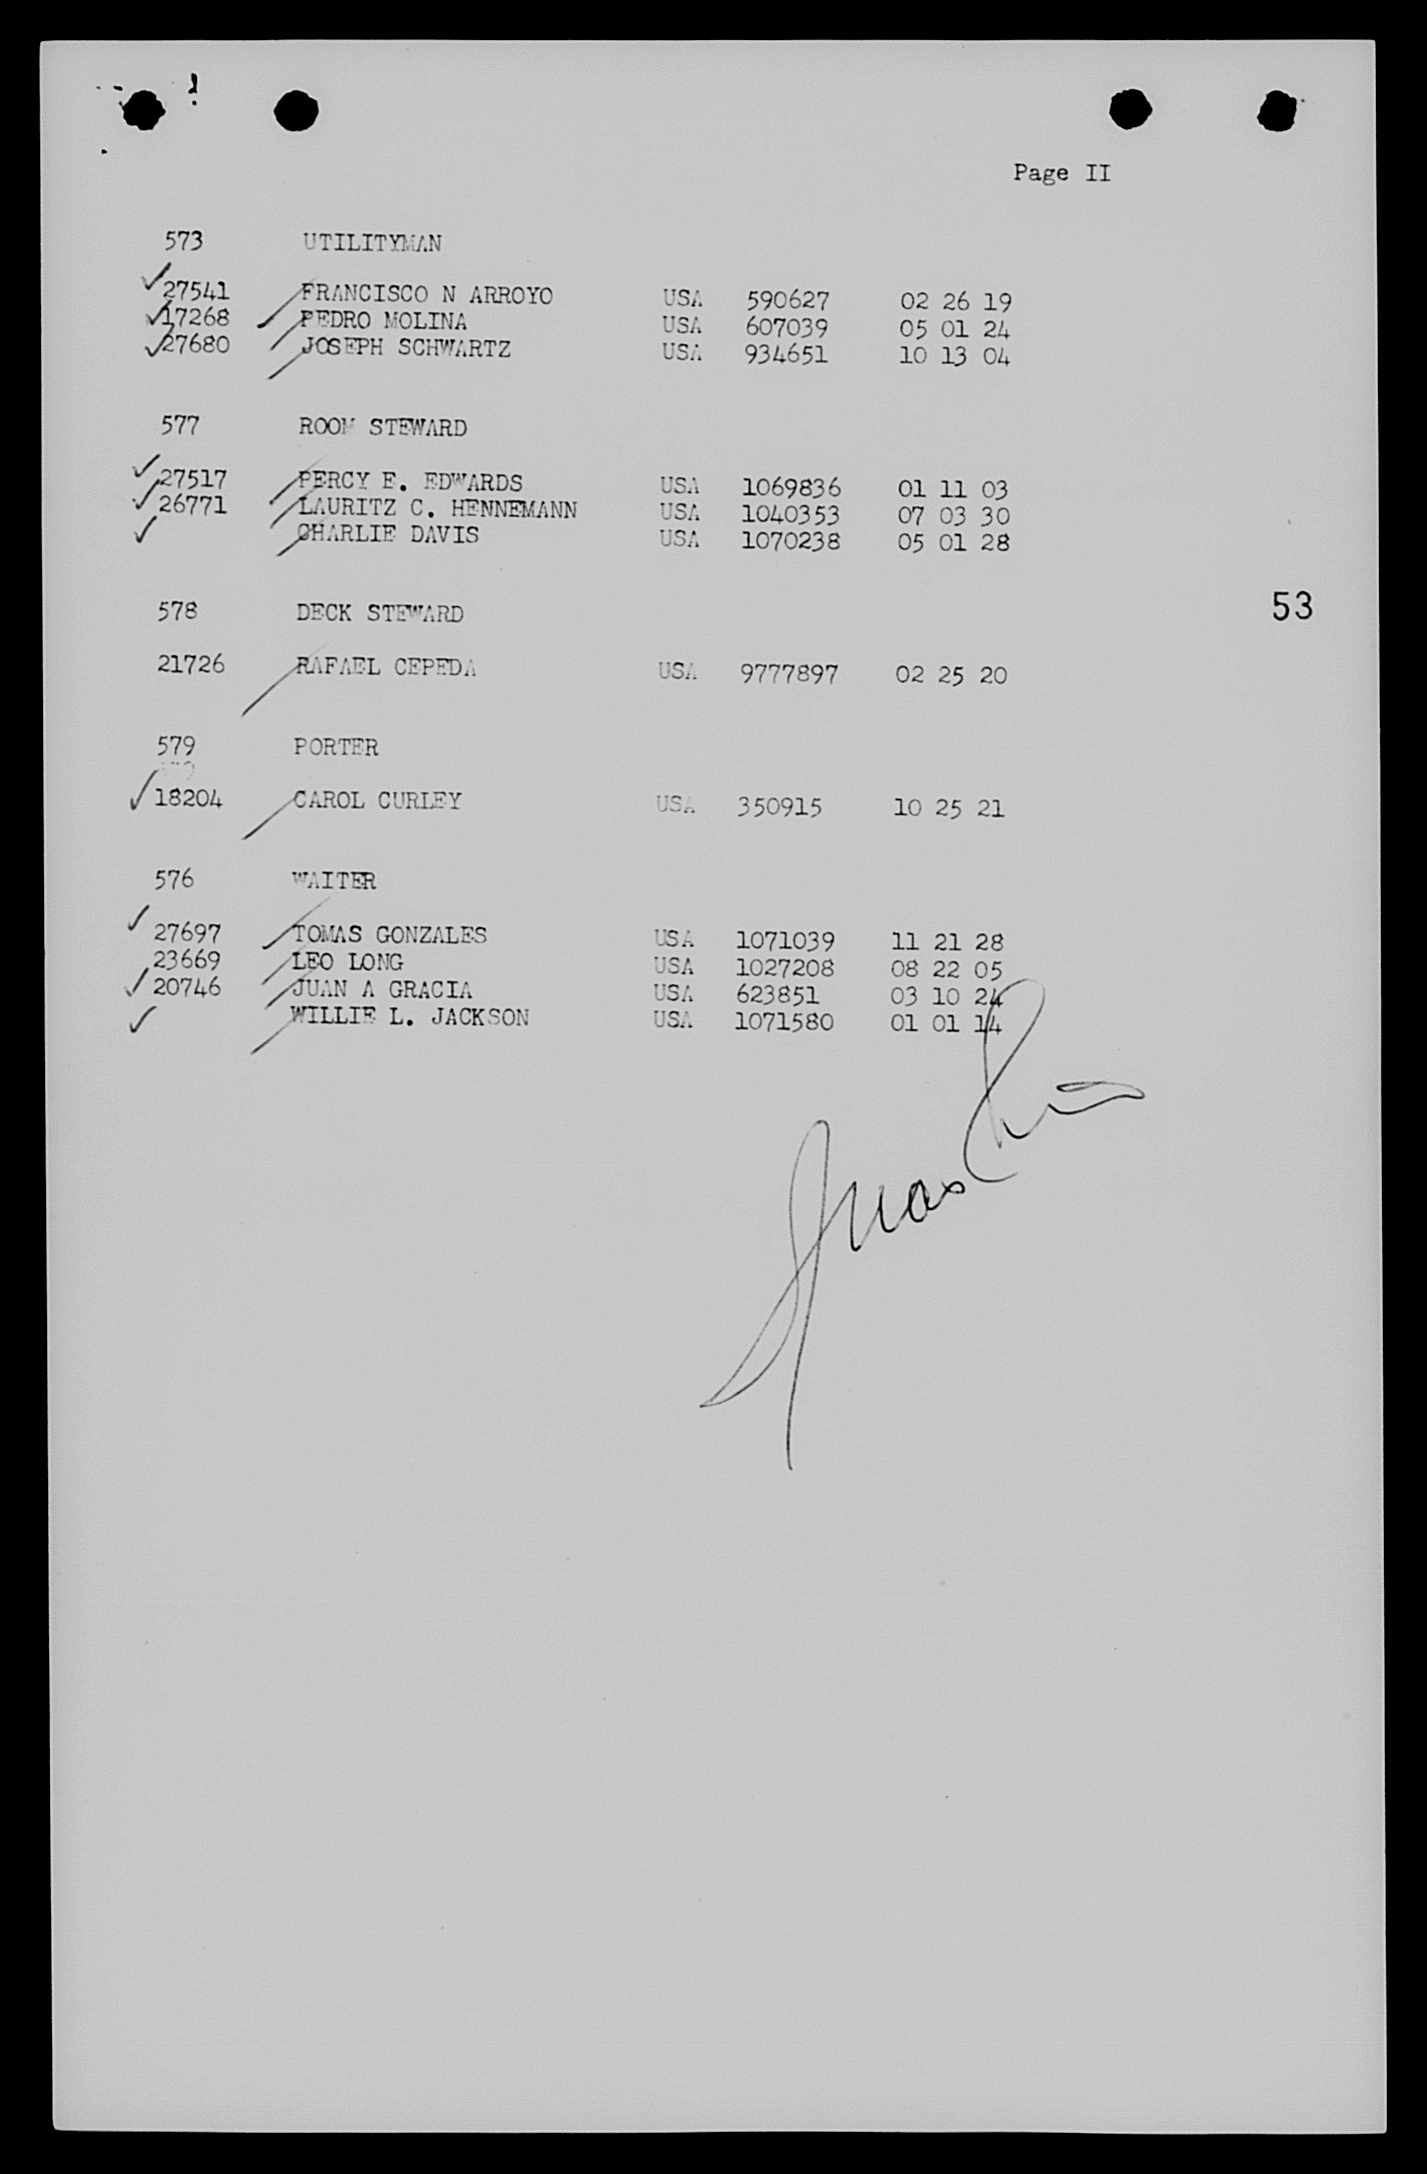 Page II
573 UTILITYMAN
27541 FRANCISCO N ARROYO USA 590627 02 26 19
17268 PEDRO MOLINA USA 607039 05 01 24
27680 JOSEPH SCHWARTZ USA 934651 10 13 04
577 ROOM STEWARD
27517 PERCY E. EDWARDS USA 1069836 01 11 03
26771 LAURITZ C. HENNEMANN USA 1040353 07 03 30
CHARLIE DAVIS USA 1070238 05 01 28
53
578 DECK STEWARD
21726 RAFAEL CEPEDA USA 9777897 02 25 20
579 PORTER
18204 CAROL CURLEY USA 350915 10 25 21
576 WAITER
27697 TOMAS GONZALES USA 1071039 11 21 28
23669 LEO LONG USA 1027208 08 22 05
20746 JUAN A GRACIA USA 623851 03 10 24
WILLIE L. JACKSON USA 1071580 01 01 14